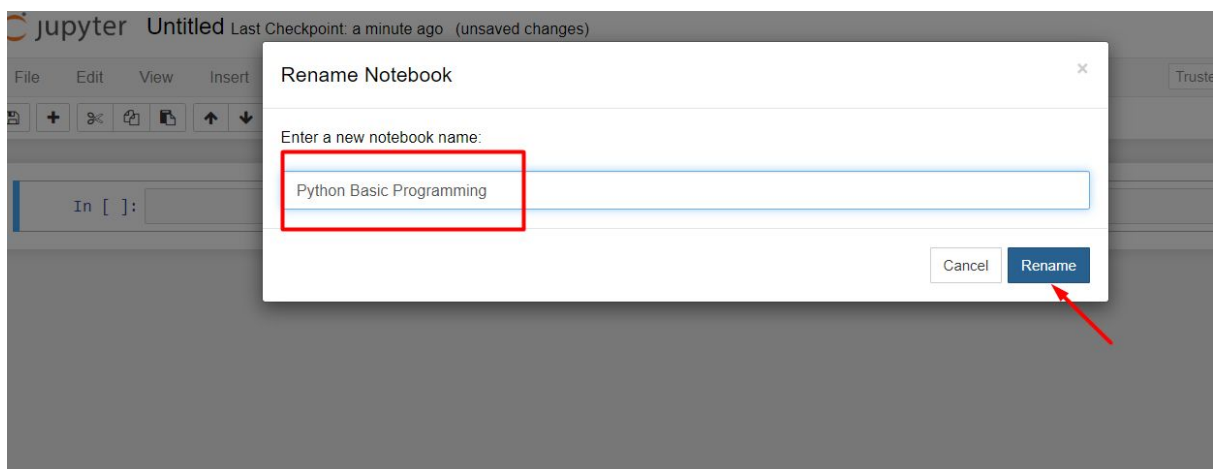 jupyter Untitled Last Checkpoint: a minute ago (unsaved changes)
File Edit View Insert
Rename Notebook ×
Enter a new notebook name:
Python Basic Programming
In [ ]:
Cancel Rename